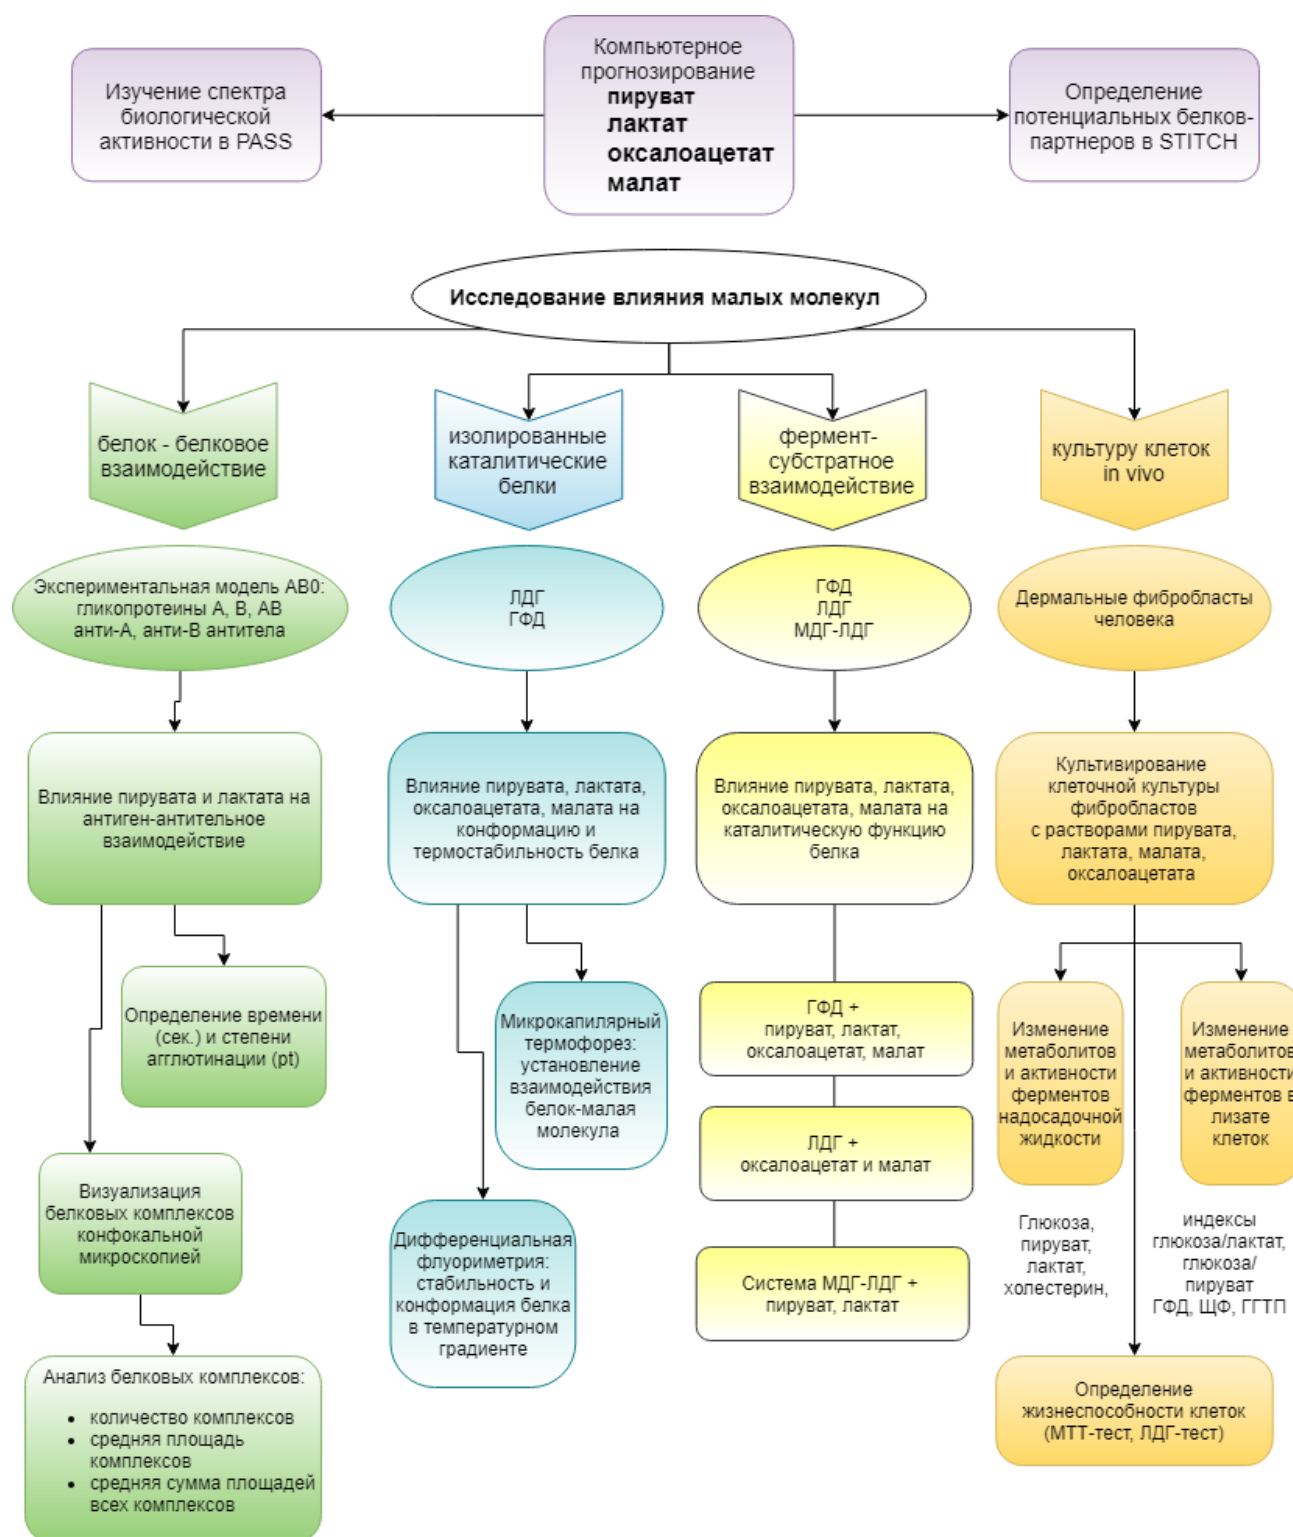 Компьютерное
прогнозирование
пируват
лактат
оксалоацетат
малат
Изучение спектра
биологической
активности в PASS
Определение
потенциальных белков-
партнеров в STITCH
Исследование влияния малых молекул
белок - белковое
взаимодействие
изолированные
каталитические
белки
фермент-
субстратное
взаимодействие
культуру клеток
in vivo
Экспериментальная модель AB0:
гликопротеины A, B, AB
анти-А, анти-В антитела
ЛДГ
ГФД
ГФД
ЛДГ
МДГ-ЛДГ
Дермальные фибробласты
человека
Влияние пирувата и лактата на
антиген-антительное
взаимодействие
Влияние пирувата, лактата,
оксалоацетата, малата на
конформацию и
термостабильность белка
Влияние пирувата, лактата,
оксалоацетата, малата на
каталитическую функцию
белка
Культивирование
клеточной культуры
фибробластов
с растворами пирувата,
лактата, малата,
оксалоацетата
Определение времени
(сек.) и степени
агглютинации (pt)
Визуализация
белковых комплексов
конфокальной
микроскопией
Анализ белковых комплексов:
• количество комплексов
• средняя площадь
комплексов
• средняя сумма площадей
всех комплексов
Микрокапилярный
термофорез:
установление
взаимодействия
белок-малая
молекула
Дифференциальная
флуориметрия:
стабильность и
конформация белка
в температурном
градиенте
ГФД +
пируват, лактат,
оксалоацетат, малат
ЛДГ +
оксалоацетат и малат
Система МДГ-ЛДГ +
пируват, лактат
Изменение
метаболитов
и активности
ферментов
надосадочной
жидкости
Изменение
метаболитов
и активности
ферментов в
лизате
клеток
Глюкоза,
пируват,
лактат,
холестерин,
индексы
глюкоза/лактат,
глюкоза/
пируват
ГФД, ЩФ, ГГТП
Определение
жизнеспособности клеток
(МТТ-тест, ЛДГ-тест)